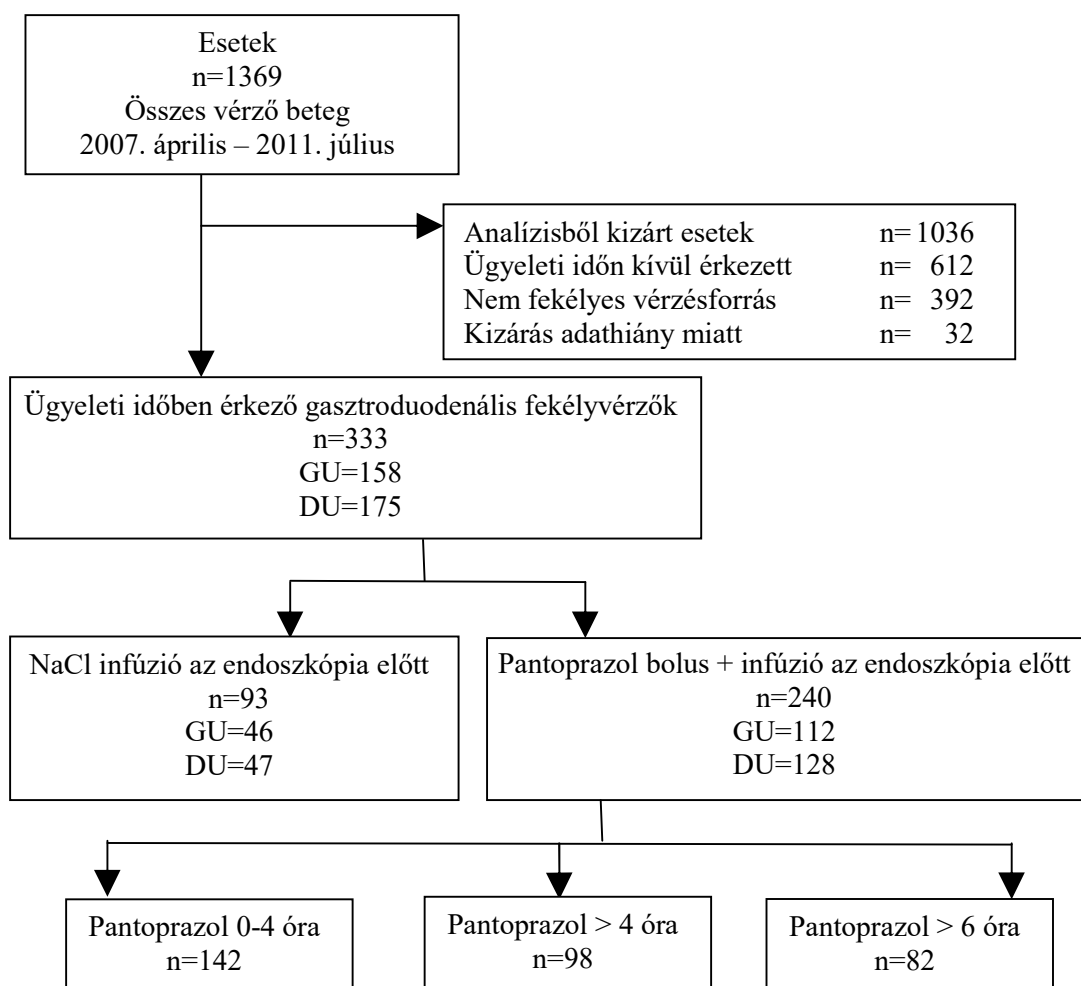 Esetek
n=1369
Összes vérző beteg
2007. április – 2011. július
Analízisből kizárt esetek n= 1036
Ügyeleti időn kívül érkezett n= 612
Nem fekélyes vérzésforrás n= 392
Kizárás adathiány miatt n= 32
Ügyeleti időben érkező gasztroduodenális fekélyvérzők
n=333
GU=158
DU=175
NaCl infúzió az endoszkópia előtt
n=93
GU=46
DU=47
Pantoprazol bolus + infúzió az endoszkópia előtt
n=240
GU=112
DU=128
Pantoprazol 0-4 óra
n=142
Pantoprazol > 4 óra
n=98
Pantoprazol > 6 óra
n=82